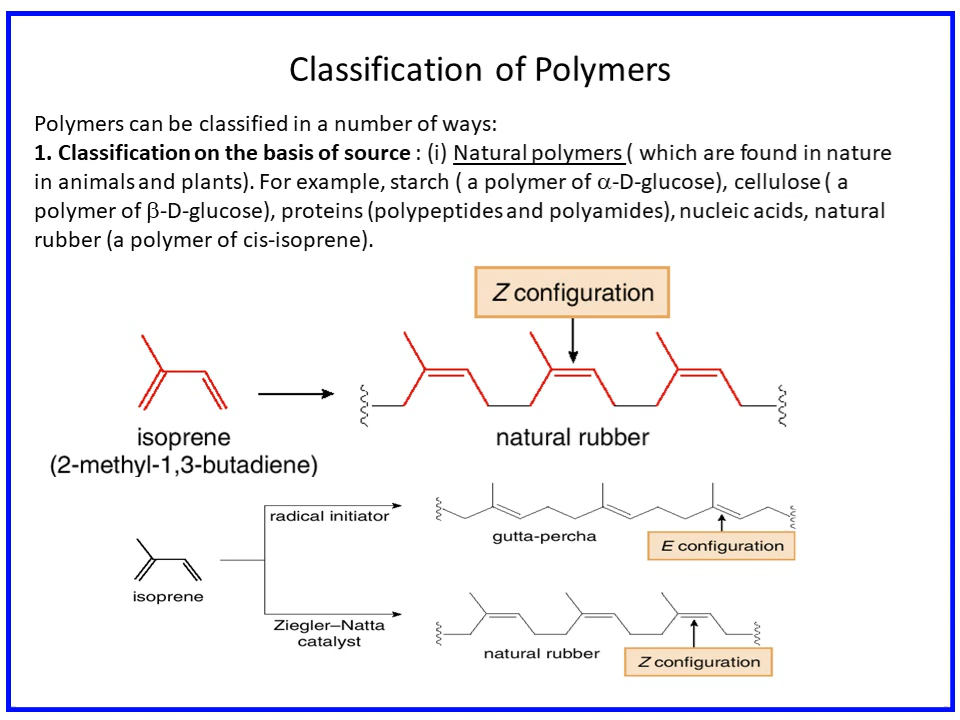 Classification of Polymers
Polymers can be classified in a number of ways:
1. Classification on the basis of source : (i) Natural polymers ( which are found in nature
in animals and plants). For example, starch ( a polymer of α-D-glucose), cellulose ( a
polymer of β-D-glucose), proteins (polypeptides and polyamides), nucleic acids, natural
rubber (a polymer of cis-isoprene).
Z configuration
isoprene
(2-methyl-1,3-butadiene)
natural rubber
radical initiator
gutta-percha
E configuration
isoprene
Ziegler–Natta
catalyst
natural rubber
Z configuration